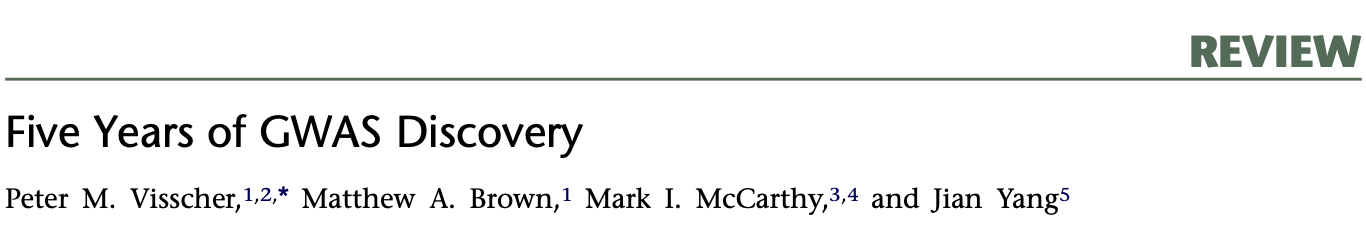 REVIEW
Five Years of GWAS Discovery
Peter M. Visscher,1,2,* Matthew A. Brown,1 Mark I. McCarthy,3,4 and Jian Yang5